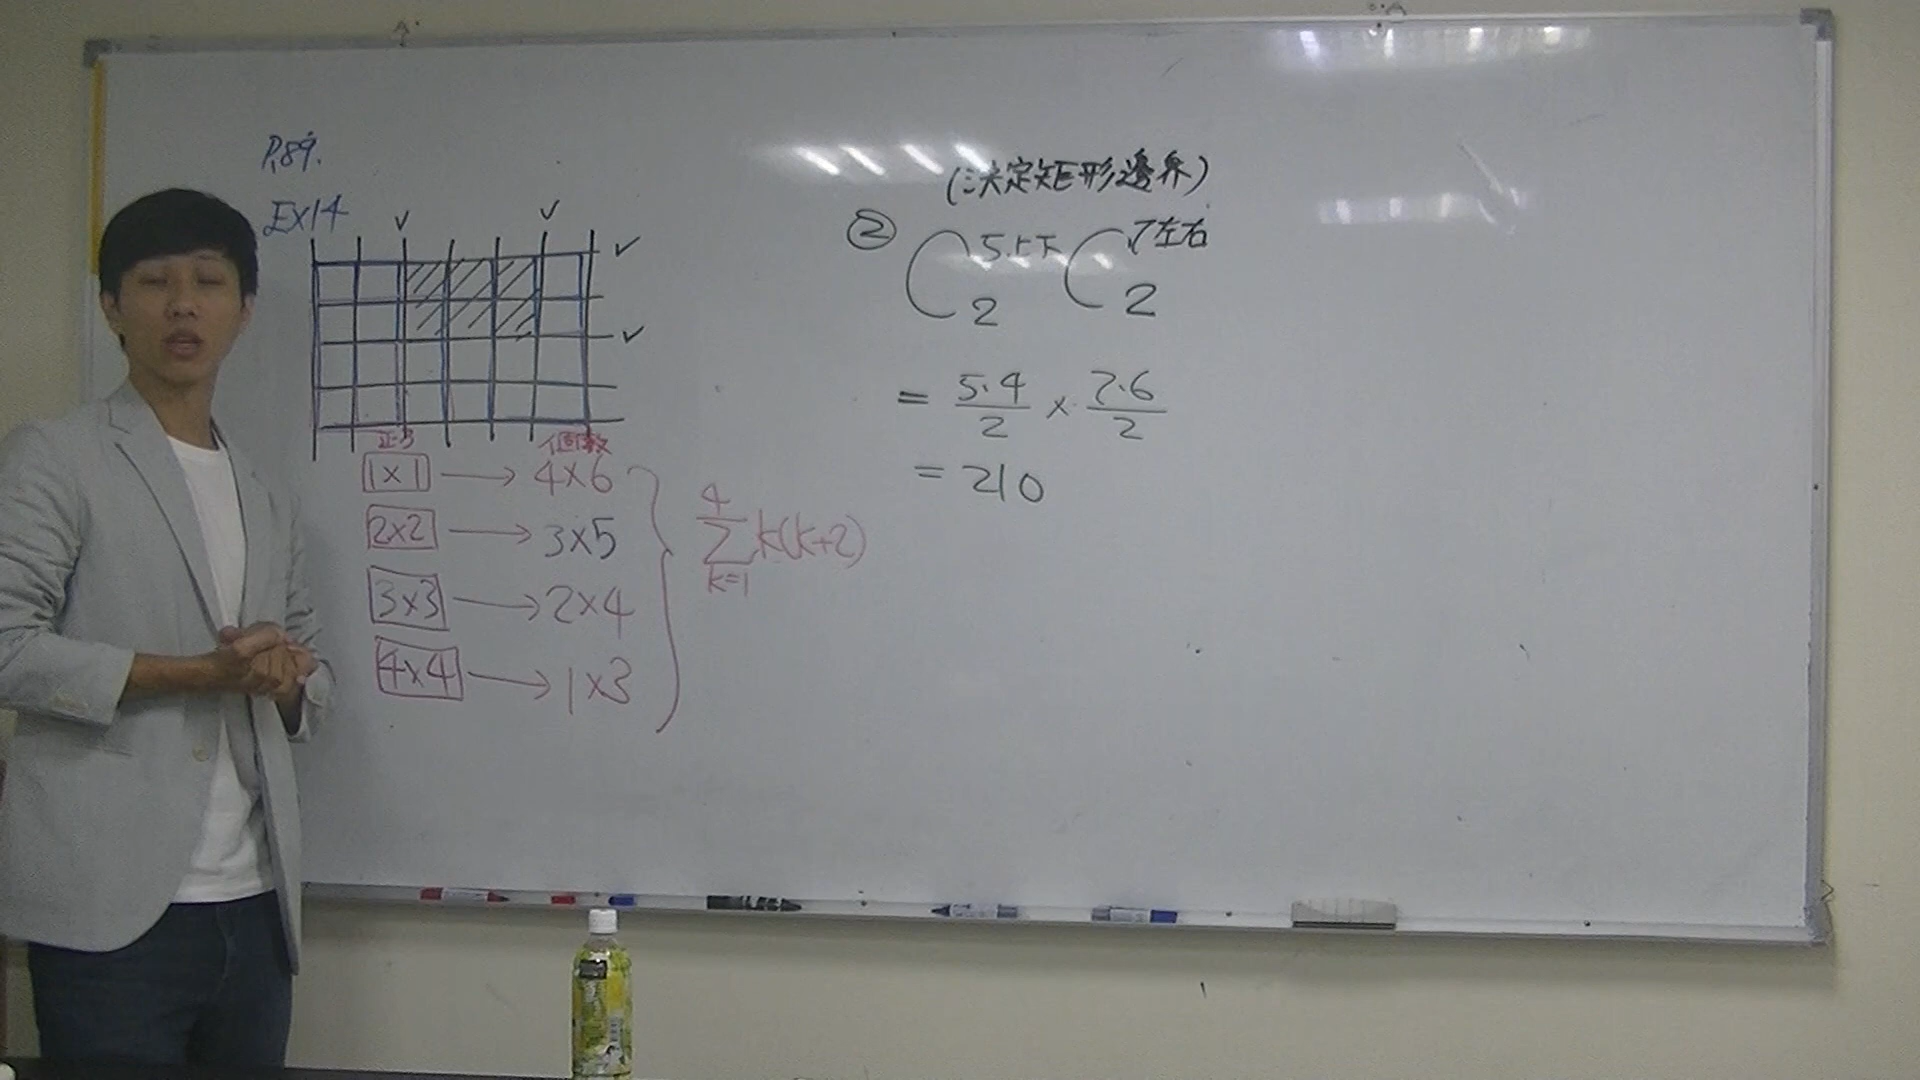 P.89.
EX14
正方 個數
1×1 → 4×6
2×2 → 3×5
3×3 → 2×4
4×4 → 1×3
4
∑ k(k+2)
k=1
(決定矩形邊界)
② C 5上下 2 C 7左右 2
= 5·4/2 × 7·6/2
= 210